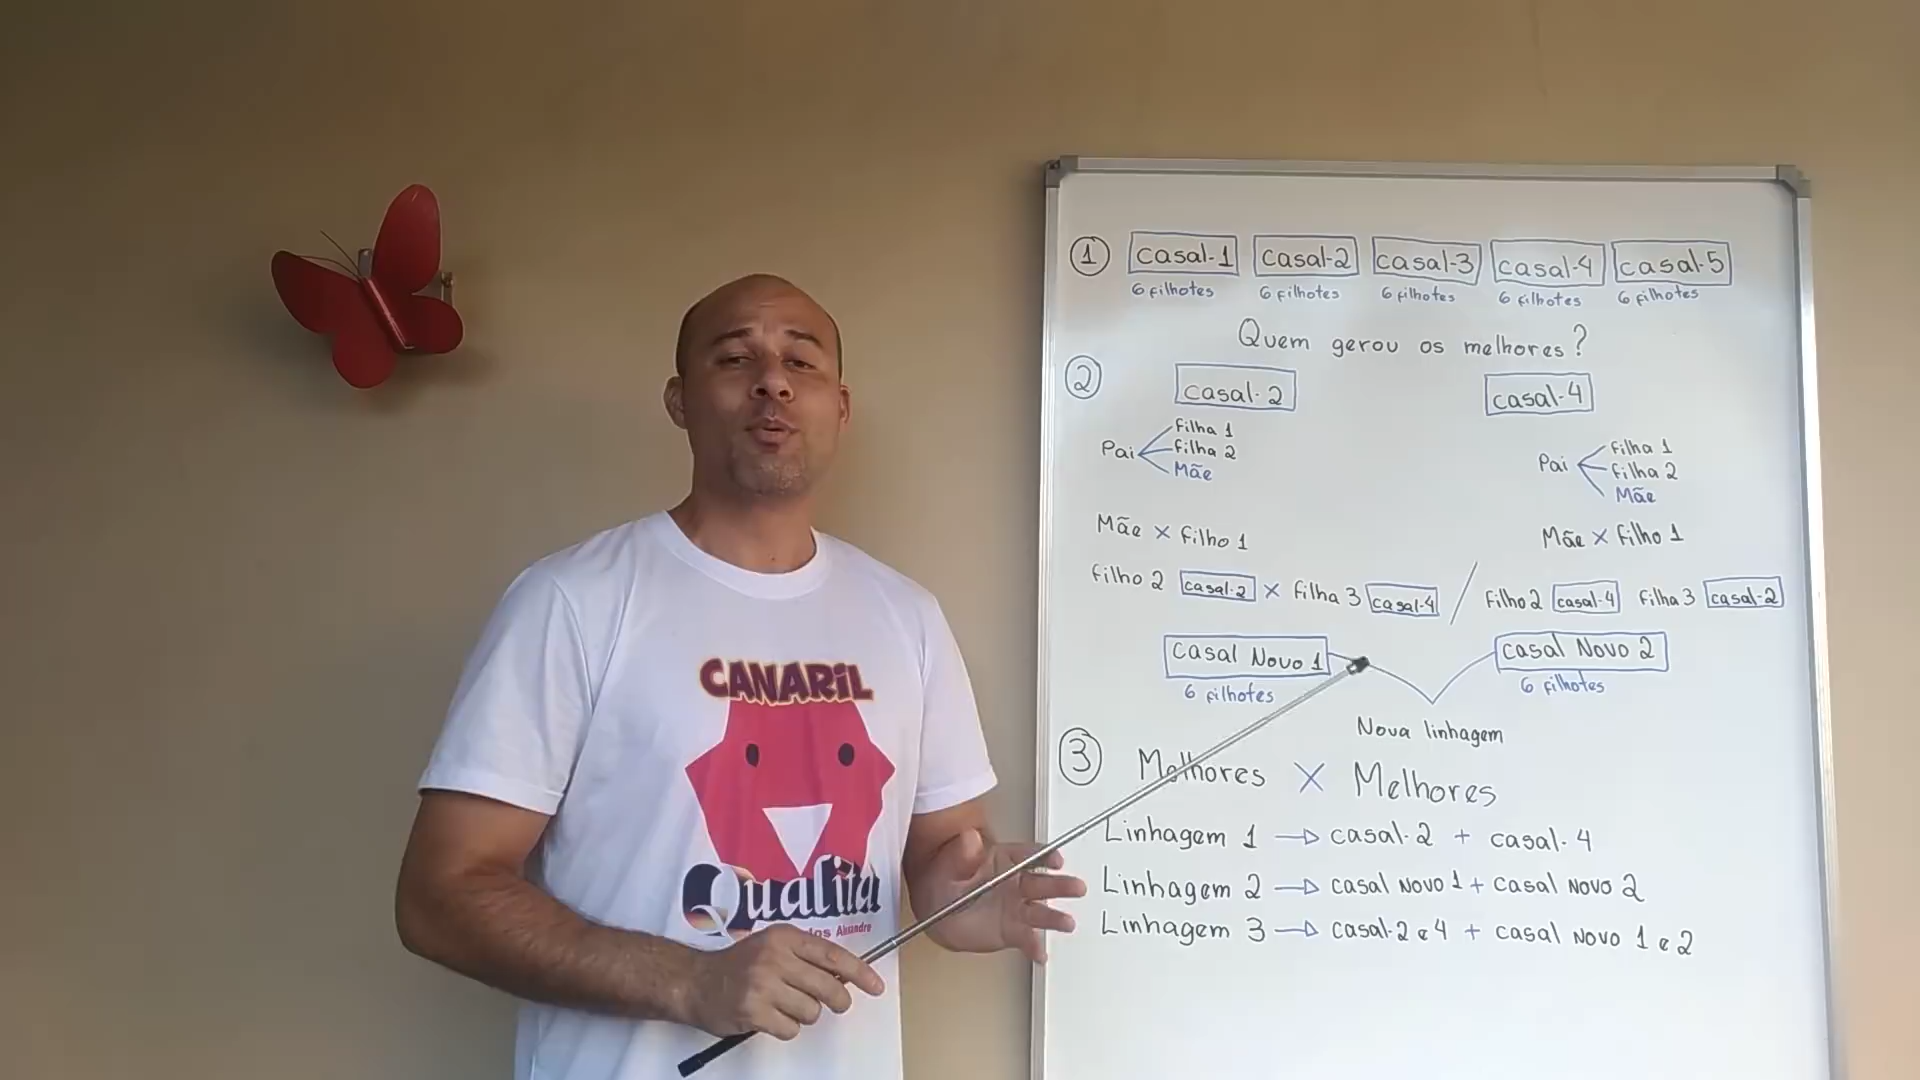 1 casal-1 casal-2 casal-3 casal-4 casal-5
6 filhotes 6 filhotes 6 filhotes 6 filhotes 6 filhotes
Quem gerou os melhores?
2 casal-2 casal-4
Pai Filha 1 Pai filha 1
filha 2 filha 2
Mãe Mãe
Mãe x filho 1 Mãe x filho 1
filho 2 casal-2 x filha 3 casal-4 / Filho 2 casal-4 filha 3 casal-2
casal Novo 1 casal Novo 2
6 filhotes 6 filhotes
Nova linhagem
3 Melhores X Melhores
Linhagem 1 → casal-2 + casal-4
Linhagem 2 → casal Novo 1 + casal Novo 2
Linhagem 3 → casal-2 e 4 + casal Novo 1 e 2
CANARIL
Qualitá
Alexandre